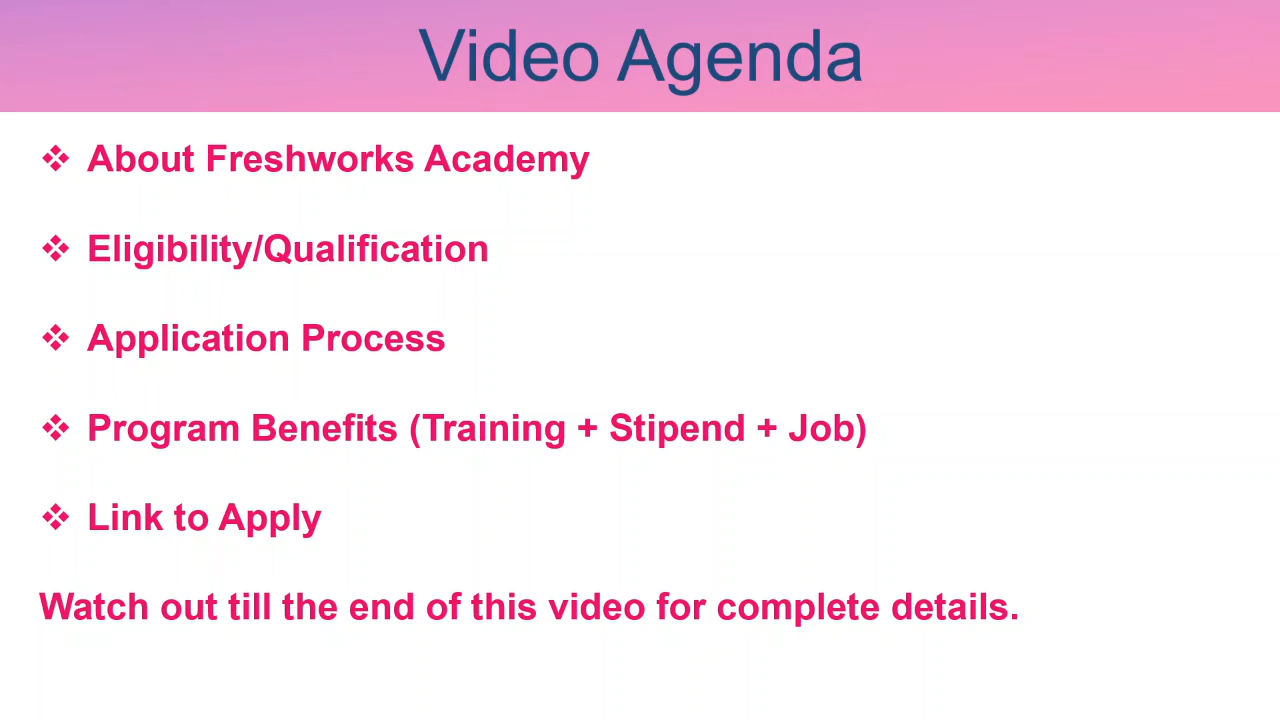 Video Agenda
❖ About Freshworks Academy
❖ Eligibility/Qualification
❖ Application Process
❖ Program Benefits (Training + Stipend + Job)
❖ Link to Apply
Watch out till the end of this video for complete details.